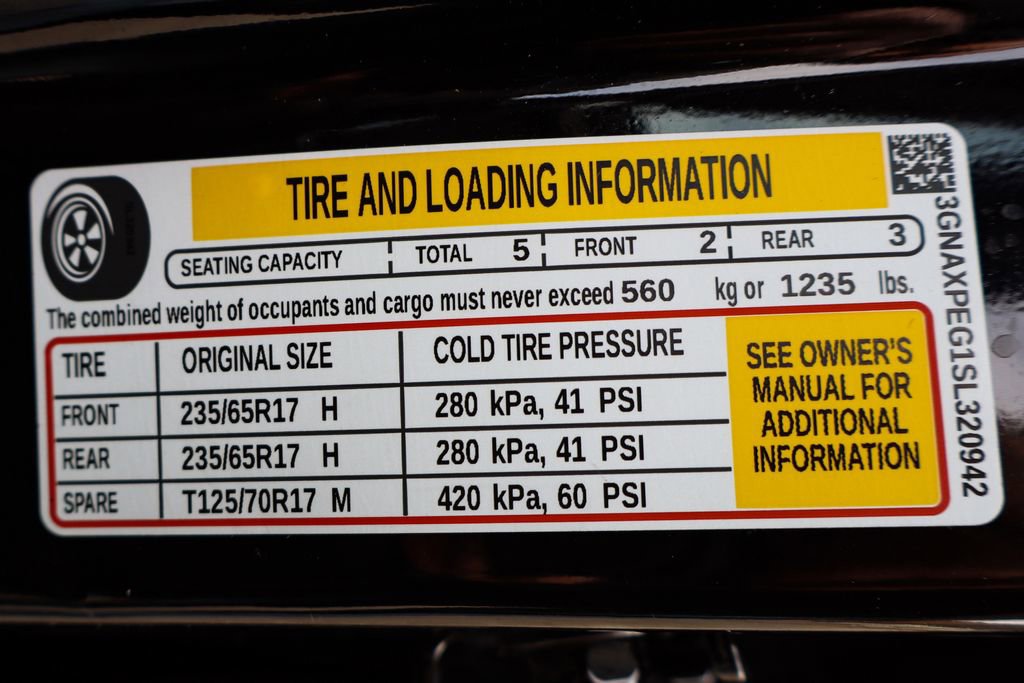 TIRE AND LOADING INFORMATION
SEATING CAPACITY TOTAL 5 FRONT 2 REAR 3
The combined weight of occupants and cargo must never exceed 560 kg or 1235 lbs.
TIRE ORIGINAL SIZE COLD TIRE PRESSURE
FRONT 235/65R17 H 280 kPa, 41 PSI
REAR 235/65R17 H 280 kPa, 41 PSI
SPARE T125/70R17 M 420 kPa, 60 PSI
SEE OWNER'S
MANUAL FOR
ADDITIONAL
INFORMATION
3GNAXPEG1SL320942